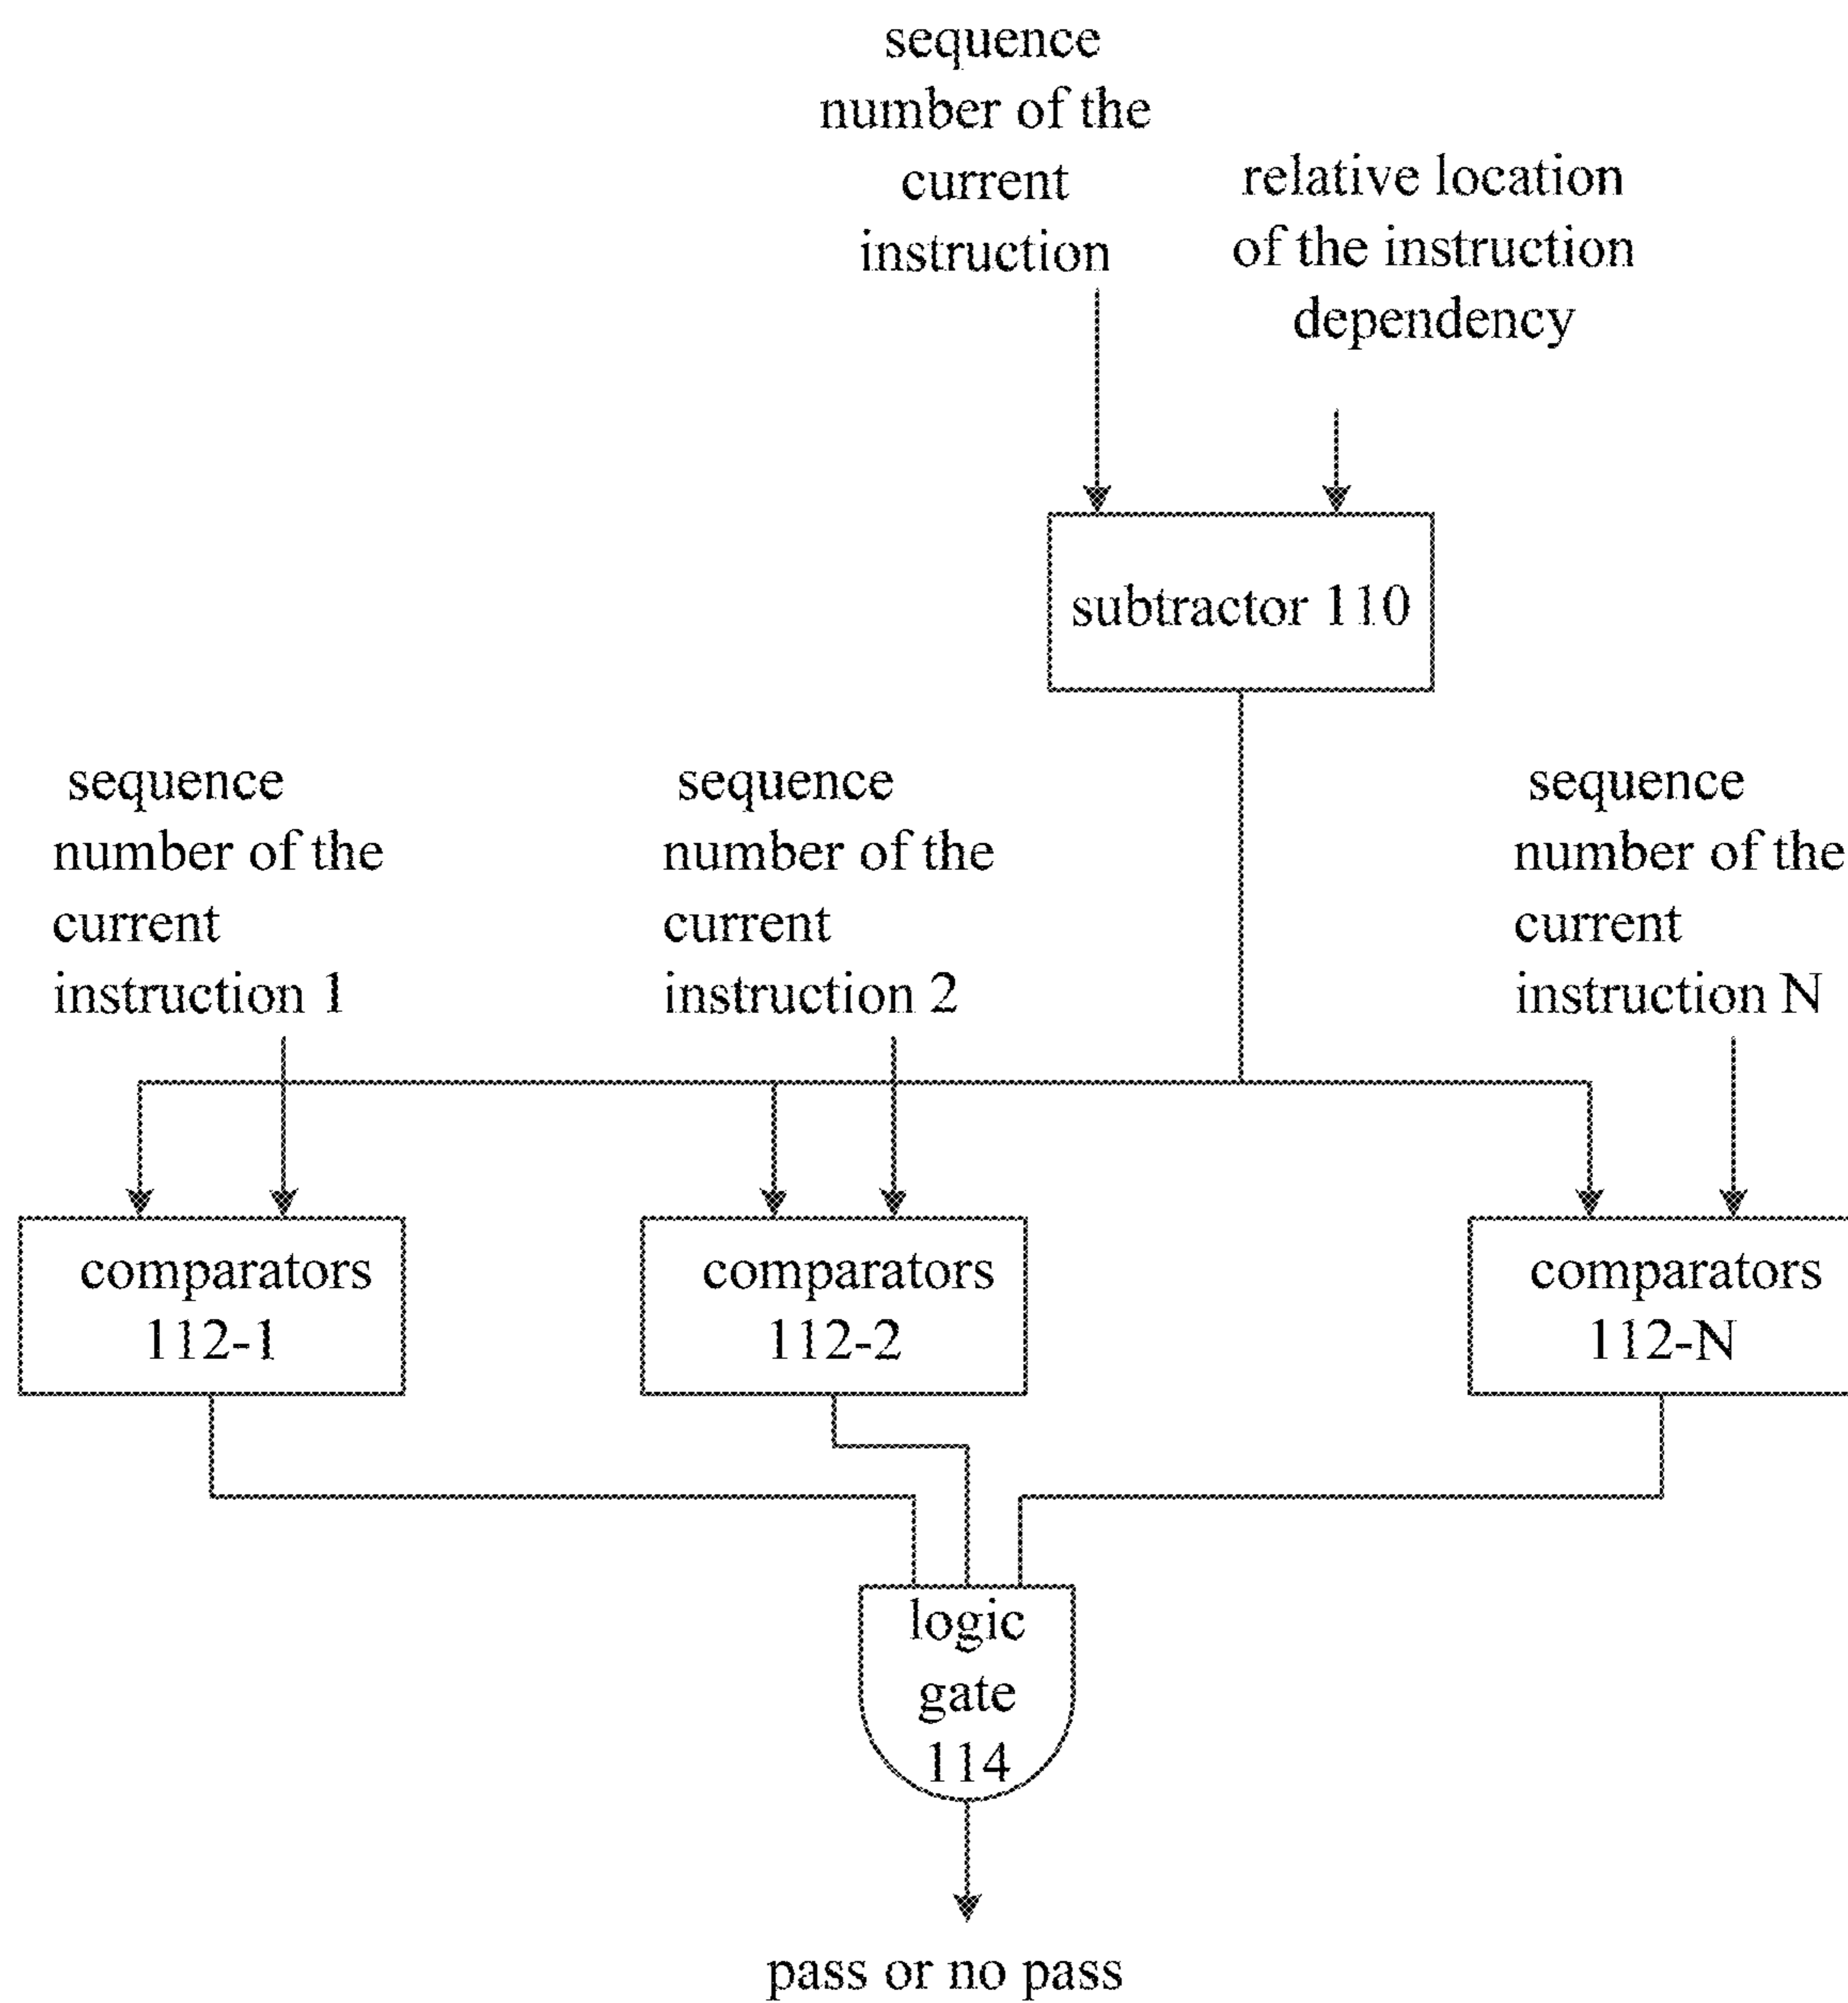 sequence
number of the
current
instruction
relative location
of the instruction
dependency
subtractor 110
sequence
number of the
current
instruction 1
sequence
number of the
current
instruction 2
sequence
number of the
current
instruction N
comparators
112-1
comparators
112-2
comparators
112-N
logic
gate
114
pass or no pass